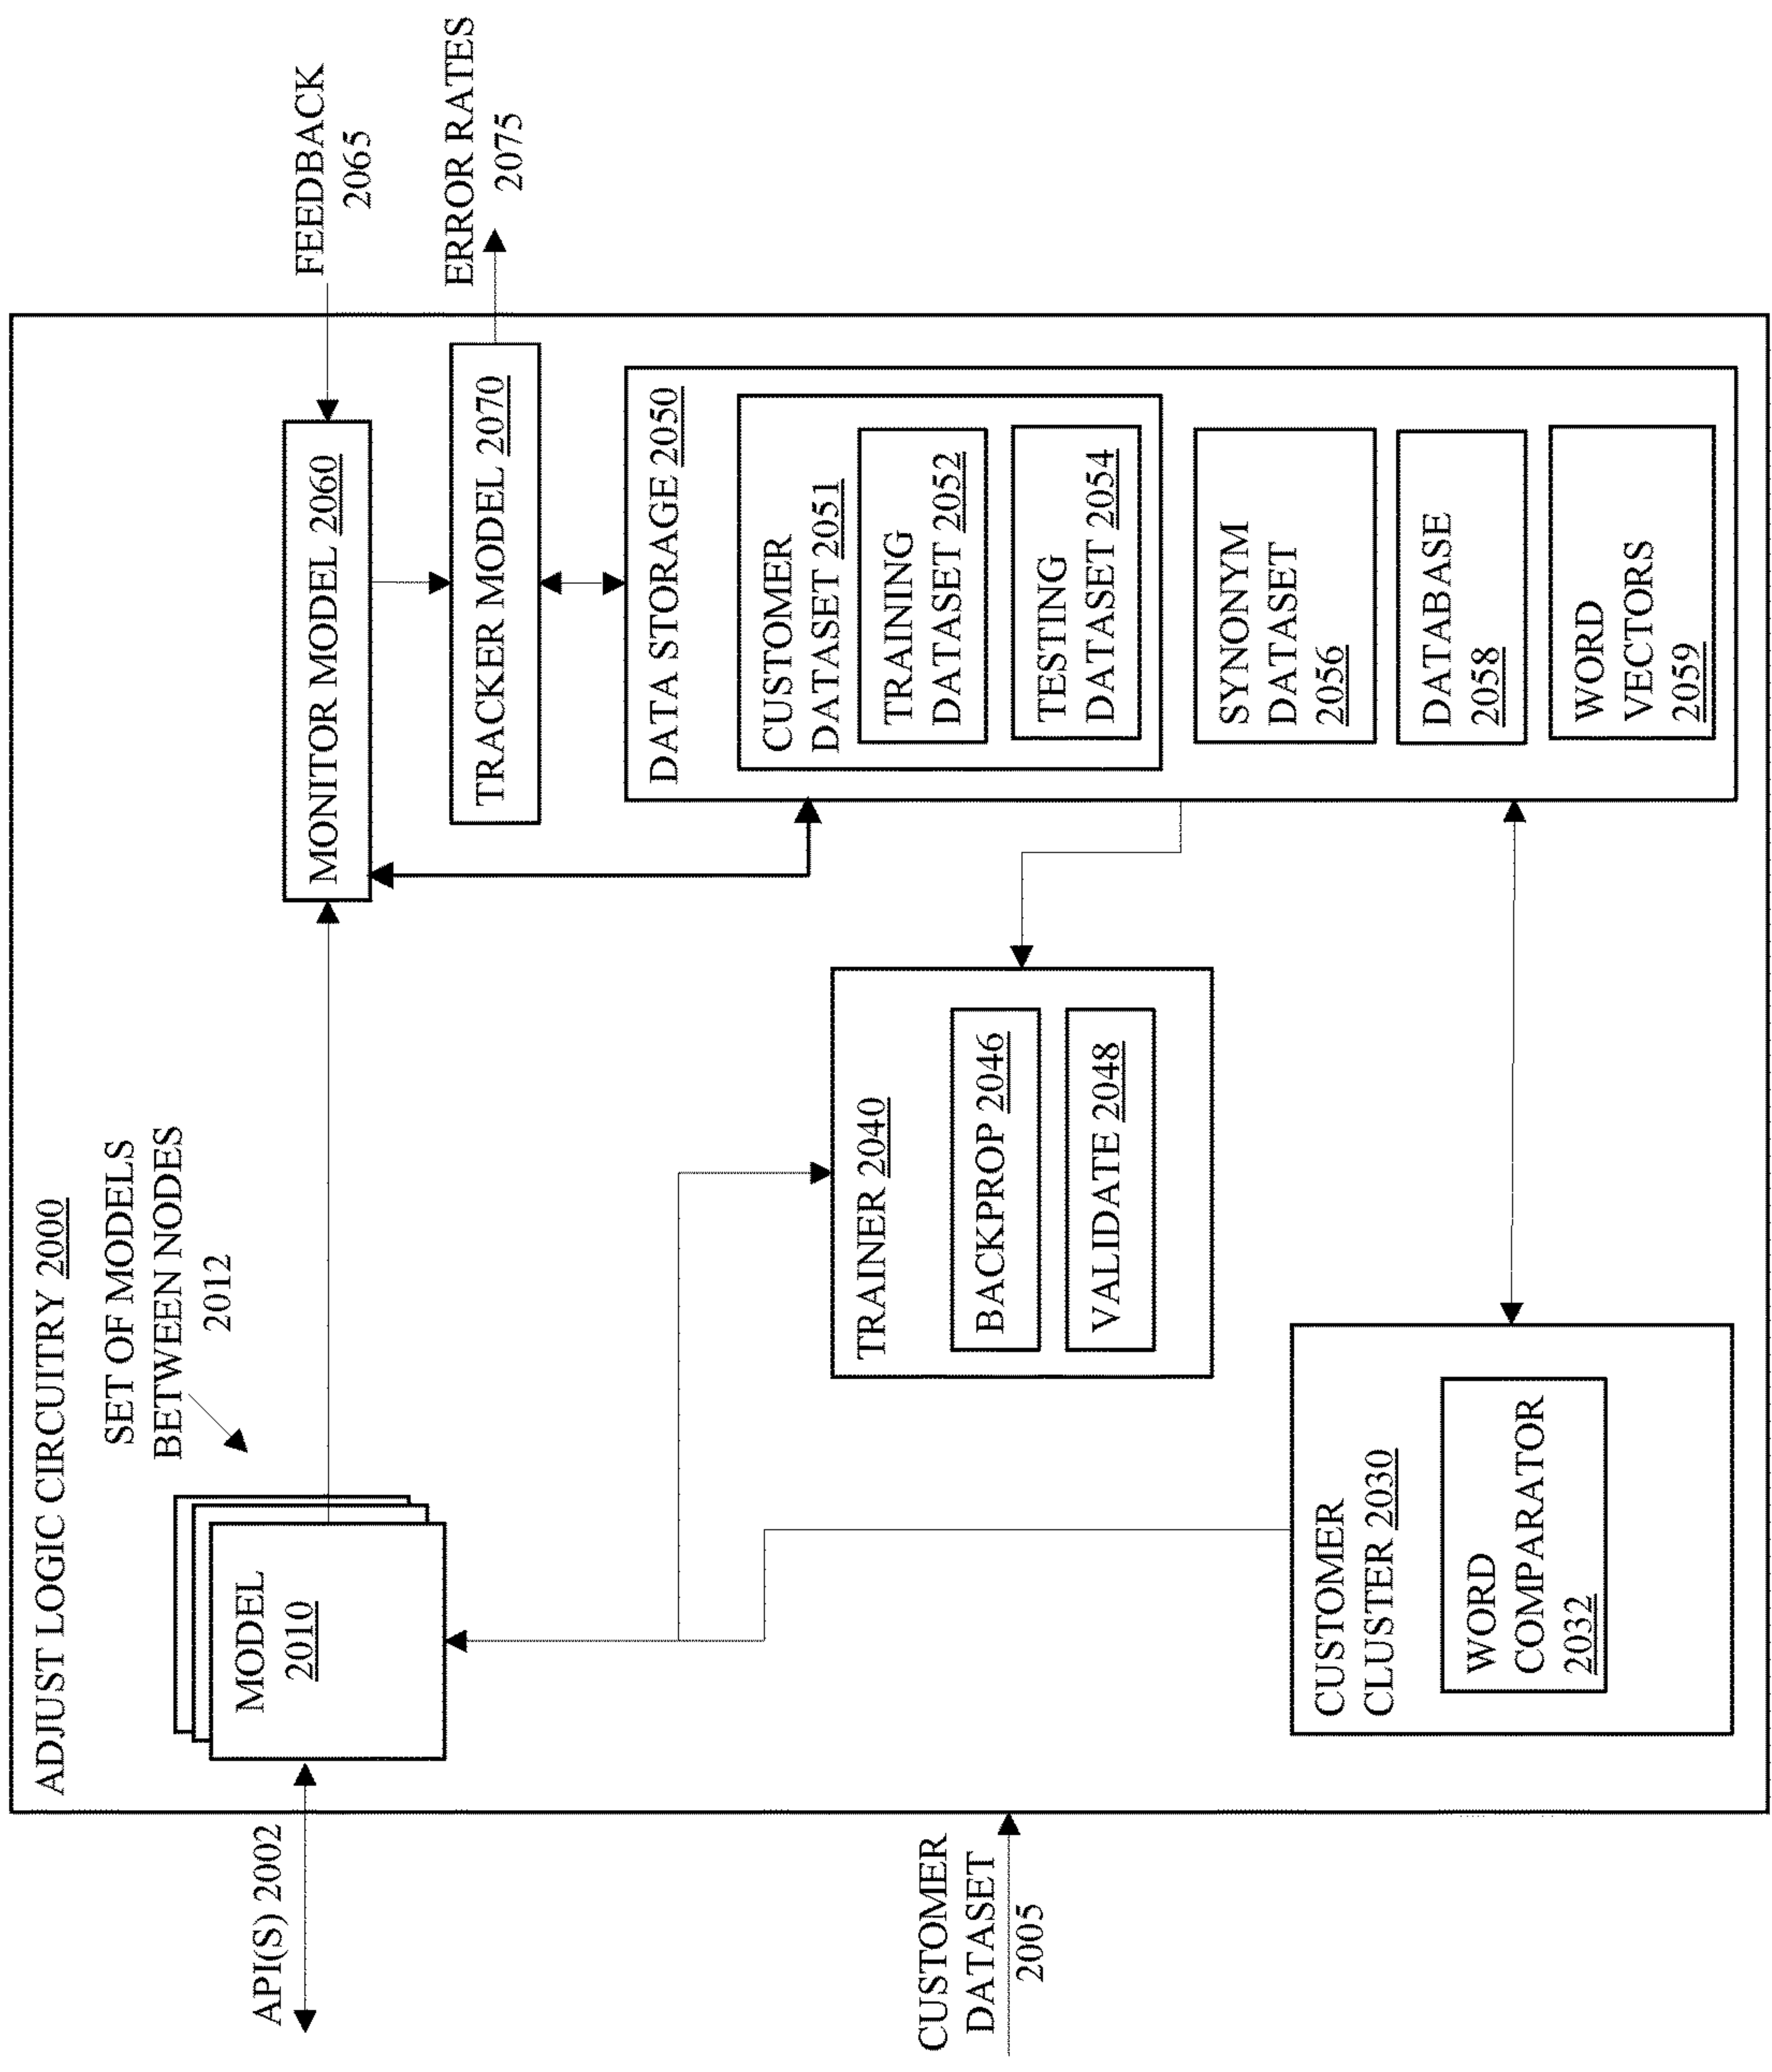 ADJUST LOGIC CIRCUITRY 2000
API(S) 2002
MODEL
2010
SET OF MODELS
BETWEEN NODES
2012
MONITOR MODEL 2060
FEEDBACK
2065
TRACKER MODEL 2070
ERROR RATES
2075
CUSTOMER
DATASET
2005
TRAINER 2040
BACKPROP 2046
VALIDATE 2048
DATA STORAGE 2050
CUSTOMER
DATASET 2051
TRAINING
DATASET 2052
TESTING
DATASET 2054
SYNONYM
DATASET
2056
DATABASE
2058
WORD
VECTORS
2059
CUSTOMER
CLUSTER 2030
WORD
COMPARATOR
2032